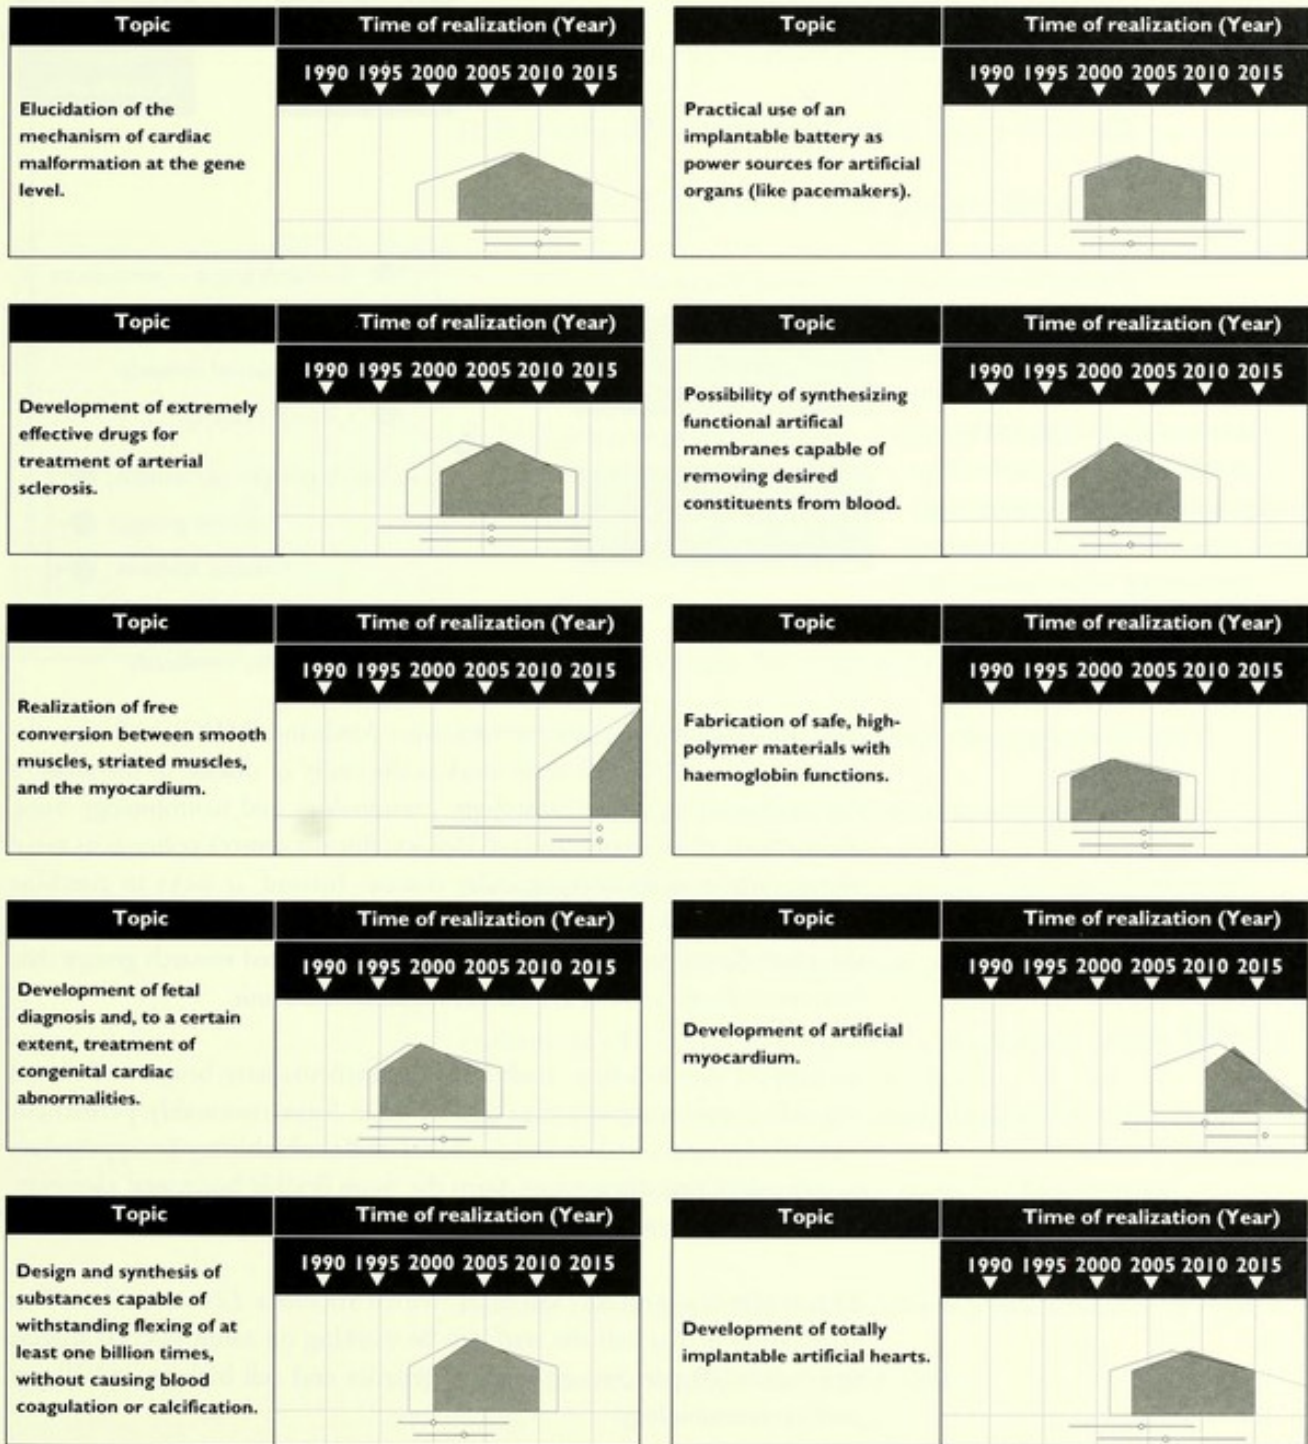 Topic
Time of realization (Year)
1990 1995 2000 2005 2010 2015
Elucidation of the
mechanism of cardiac
malformation at the gene
level.
Topic
Time of realization (Year)
1990 1995 2000 2005 2010 2015
Practical use of an
implantable battery as
power sources for artificial
organs (like pacemakers).
Topic
Time of realization (Year)
1990 1995 2000 2005 2010 2015
Development of extremely
effective drugs for
treatment of arterial
sclerosis.
Topic
Time of realization (Year)
1990 1995 2000 2005 2010 2015
Possibility of synthesizing
functional artifical
membranes capable of
removing desired
constituents from blood.
Topic
Time of realization (Year)
1990 1995 2000 2005 2010 2015
Realization of free
conversion between smooth
muscles, striated muscles,
and the myocardium.
Topic
Time of realization (Year)
1990 1995 2000 2005 2010 2015
Fabrication of safe, high-
polymer materials with
haemoglobin functions.
Topic
Time of realization (Year)
1990 1995 2000 2005 2010 2015
Development of fetal
diagnosis and, to a certain
extent, treatment of
congenital cardiac
abnormalities.
Topic
Time of realization (Year)
1990 1995 2000 2005 2010 2015
Development of artificial
myocardium.
Topic
Time of realization (Year)
1990 1995 2000 2005 2010 2015
Design and synthesis of
substances capable of
withstanding flexing of at
least one billion times,
without causing blood
coagulation or calcification.
Topic
Time of realization (Year)
1990 1995 2000 2005 2010 2015
Development of totally
implantable artificial hearts.